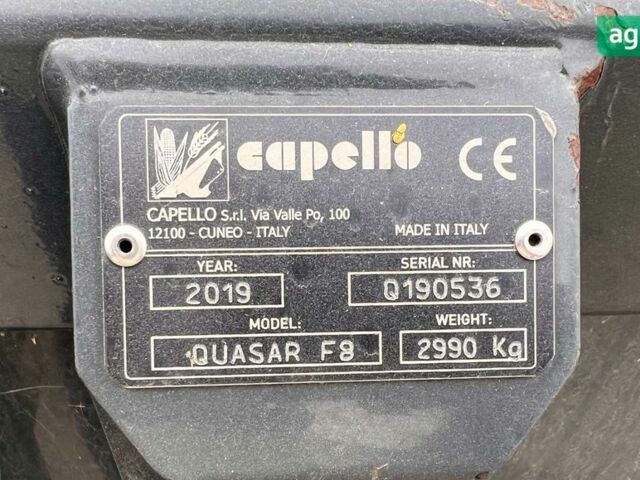 ag
capello
CE
CAPELLO S.r.l. Via Valle Po, 100
12100 - CUNEO - ITALY
MADE IN ITALY
YEAR:
SERIAL NR:
2019
Q190536
MODEL:
WEIGHT:
QUASAR F8
2990 Kg